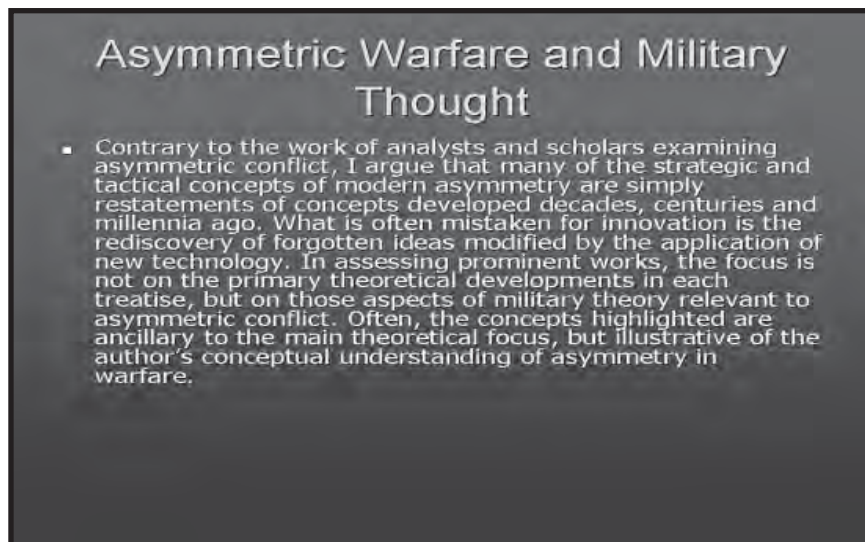 Asymmetric Warfare and Military
Thought
▪ Contrary to the work of analysts and scholars examining
asymmetric conflict, I argue that many of the strategic and
tactical concepts of modern asymmetry are simply
restatements of concepts developed decades, centuries and
millennia ago. What is often mistaken for innovation is the
rediscovery of forgotten ideas modified by the application of
new technology. In assessing prominent works, the focus is
not on the primary theoretical developments in each
treatise, but on those aspects of military theory relevant to
asymmetric conflict. Often, the concepts highlighted are
ancillary to the main theoretical focus, but illustrative of the
author's conceptual understanding of asymmetry in
warfare.